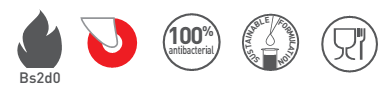 Bs2d0
100%
antibacterial
SUSTAINABLE
FORMULATION